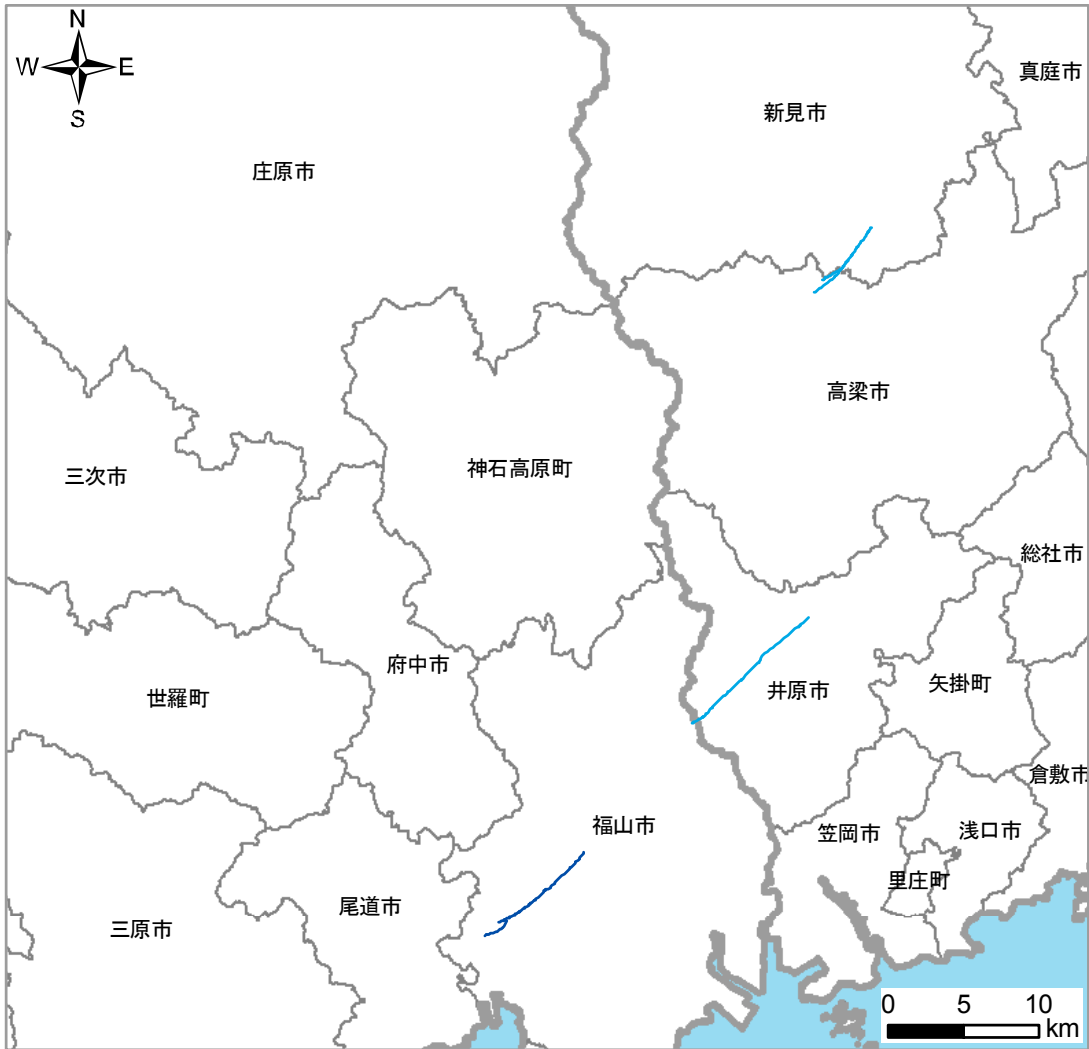 N
W E
S
真庭市
新見市
庄原市
高梁市
神石高原町
三次市
総社市
府中市
世羅町
井原市
矢掛町
倉敷市
福山市
笠岡市
浅口市
里庄町
尾道市
三原市
0 5 10
km